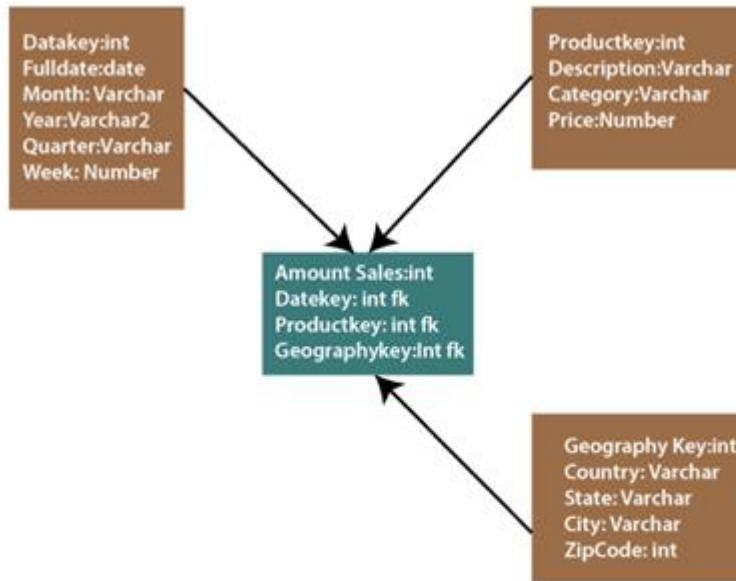 Datakey:int
Fulldate:date
Month: Varchar
Year:Varchar2
Quarter:Varchar
Week: Number
Productkey:int
Description:Varchar
Category:Varchar
Price:Number
Amount Sales:int
Datekey: int fk
Productkey: int fk
Geographykey:Int fk
Geography Key:int
Country: Varchar
State: Varchar
City: Varchar
ZipCode: int